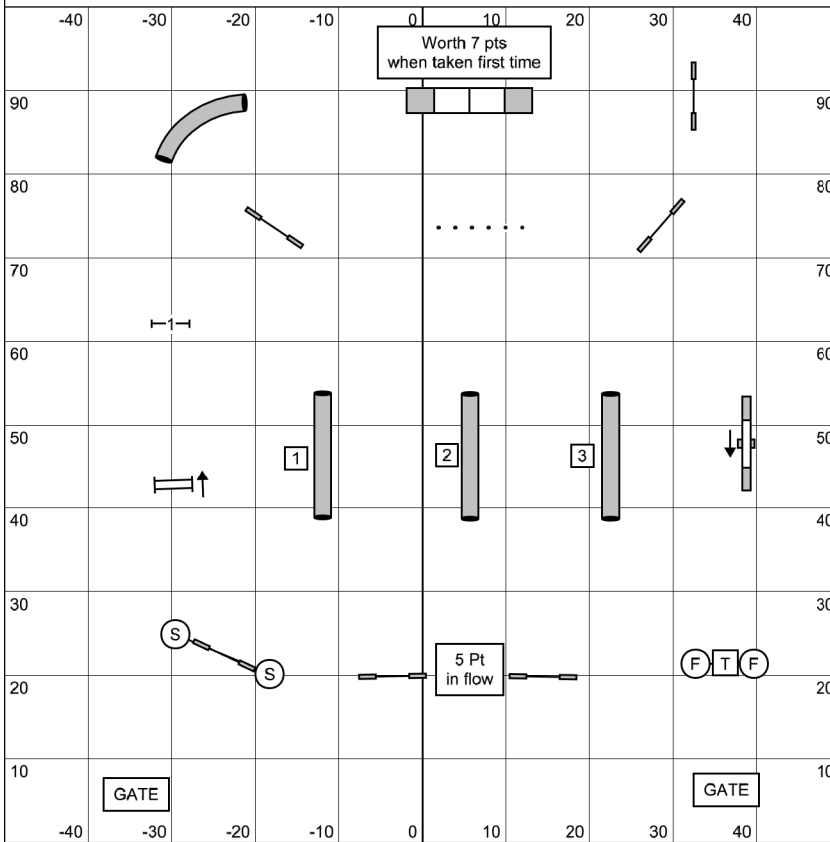 -40 -30 -20 -10 0 10 20 30 40
Worth 7 pts
when taken first time
90 90
80 80
70 70
1
60 60
50 50
1 2 3
40 40
30 30
S
S
5 Pt
in flow
F T F
20 20
10 10
GATE GATE
-40 -30 -20 -10 0 10 20 30 40